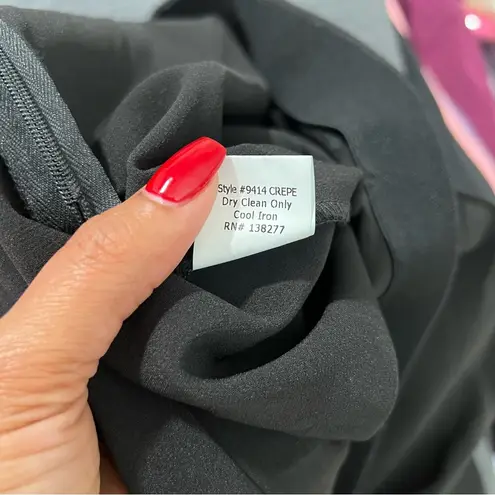 Style #9414 CREPE
Dry Clean Only
Cool Iron
RN# 138277